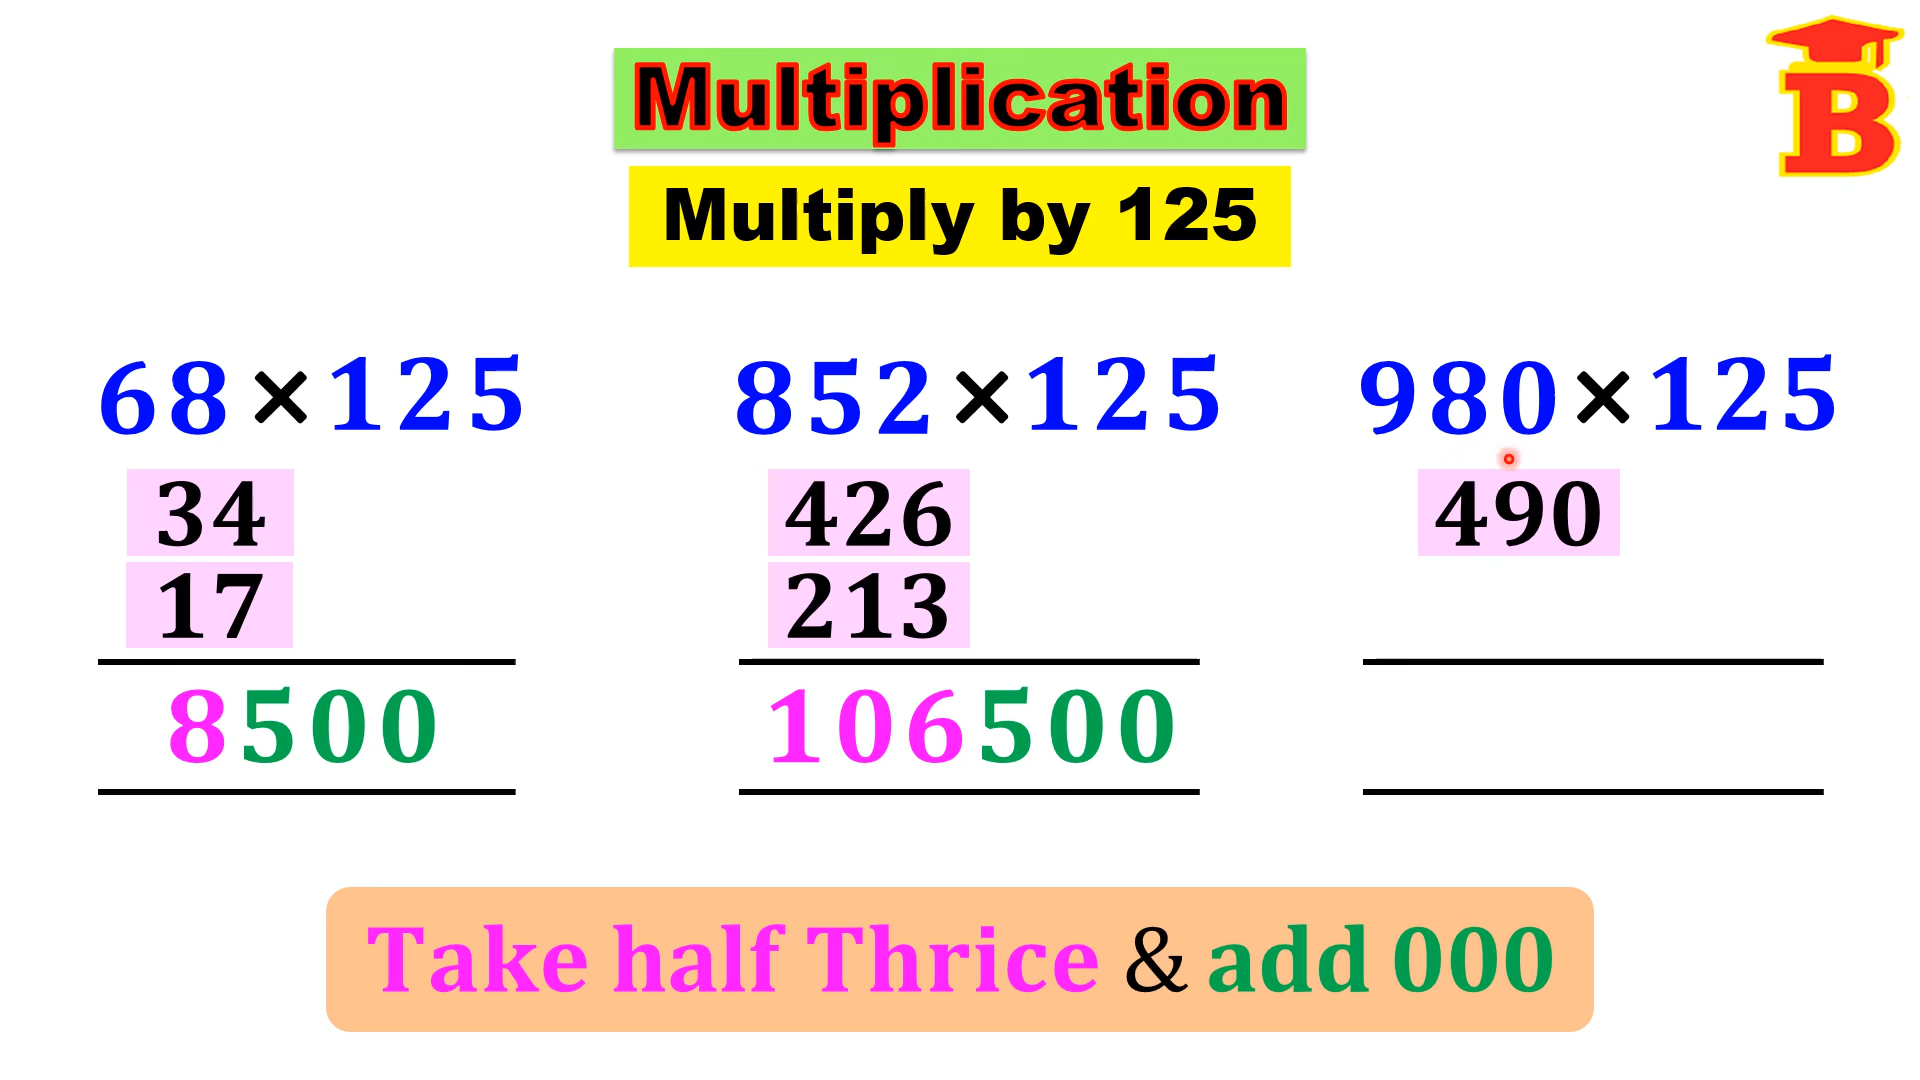 Multiplication
B
Multiply by 125
68×125
34
17
8500
852×125
426
213
106500
980×125
490
Take half Thrice & add 000